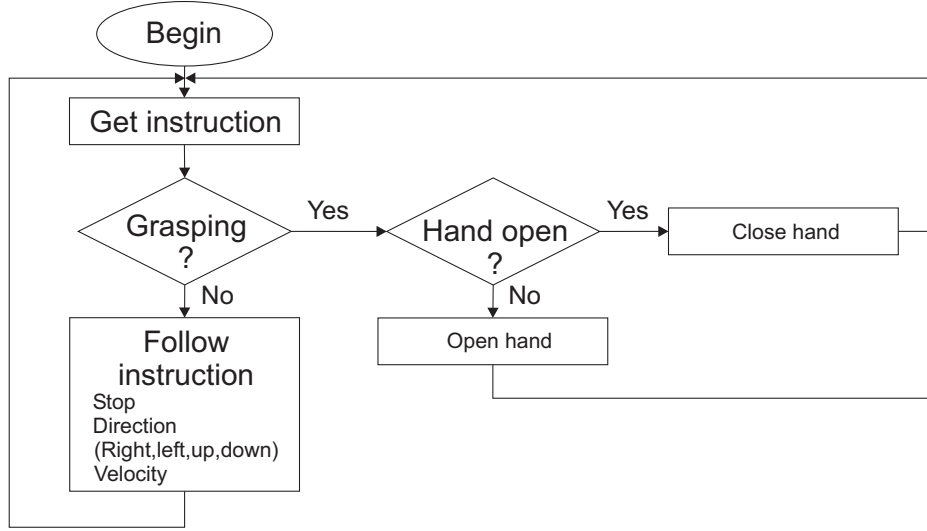 Begin
Get instruction
Grasping
?
Yes
Hand open
?
Yes
Close hand
No
No
Open hand
Follow
instruction
Stop
Direction
(Right,left,up,down)
Velocity